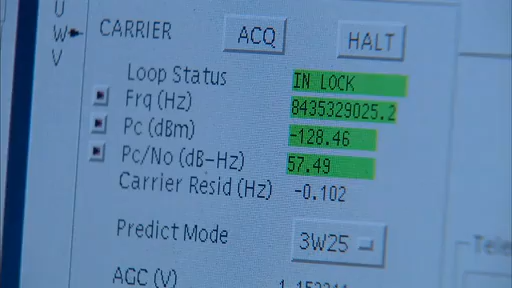 U
W
V
CARRIER ACQ HALT
Loop Status IN LOCK
Frq (Hz) 8435329025.2
Pc (dBm) -128.46
Pc/No (dB-Hz) 57.49
Carrier Resid (Hz) -0.102
Predict Mode 3W25
AGC (V)
Tele